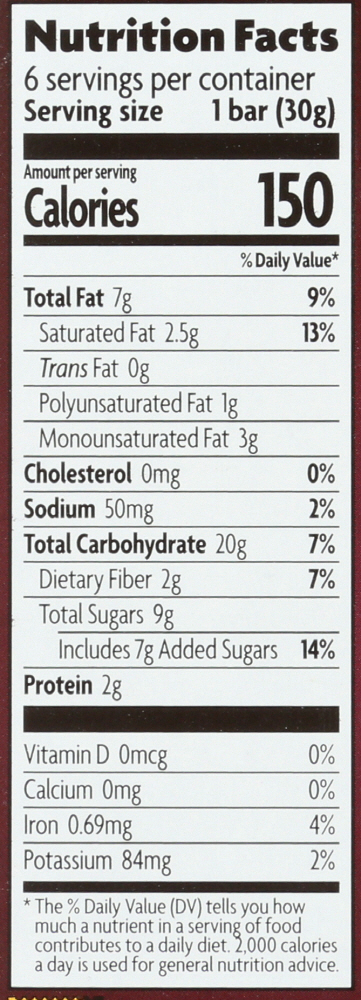 Nutrition Facts
6 servings per container
Serving size 1 bar (30g)
Amount per serving
Calories 150
% Daily Value*
Total Fat 7g 9%
Saturated Fat 2.5g 13%
Trans Fat 0g
Polyunsaturated Fat 1g
Monounsaturated Fat 3g
Cholesterol 0mg 0%
Sodium 50mg 2%
Total Carbohydrate 20g 7%
Dietary Fiber 2g 7%
Total Sugars 9g
Includes 7g Added Sugars 14%
Protein 2g
Vitamin D 0mcg 0%
Calcium 0mg 0%
Iron 0.69mg 4%
Potassium 84mg 2%
* The % Daily Value (DV) tells you how
much a nutrient in a serving of food
contributes to a daily diet. 2,000 calories
a day is used for general nutrition advice.